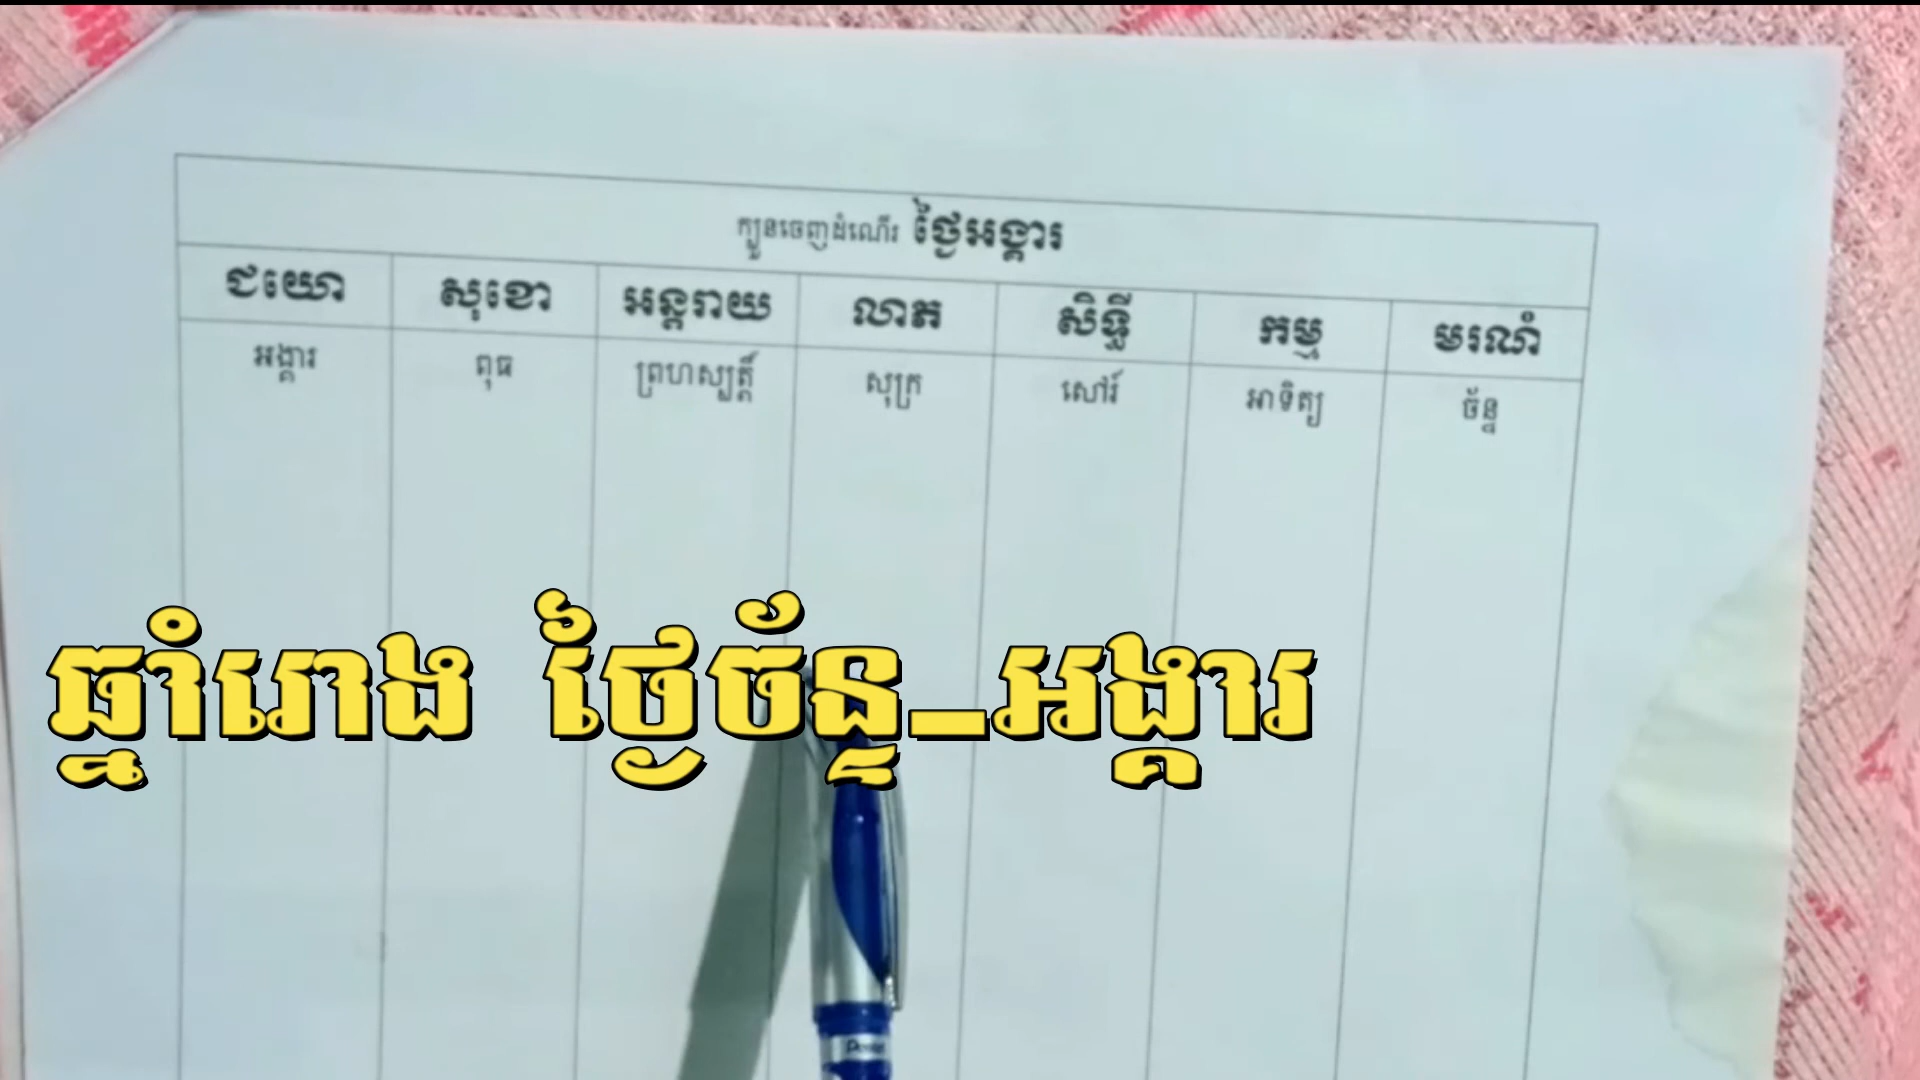 ក្បួនចេញដំណើរ ថ្ងៃអង្គារ
ជយោ សុខោ អន្តរាយ លាភ សិទ្ធី កម្ម មរណំ
អង្គារ ពុធ ព្រហស្បត្តិ៍ សុក្រ សៅរ៍ អាទិត្យ ច័ន្ទ
ឆ្នាំរោង ថ្ងៃច័ន្ទ_អង្គារ
Pentel